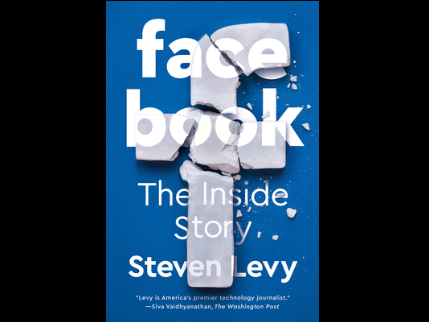 face
book
The Inside
Story
Steven Levy
"Levy is America's premier technology journalist."
—Siva Vaidhyanathan, The Washington Post